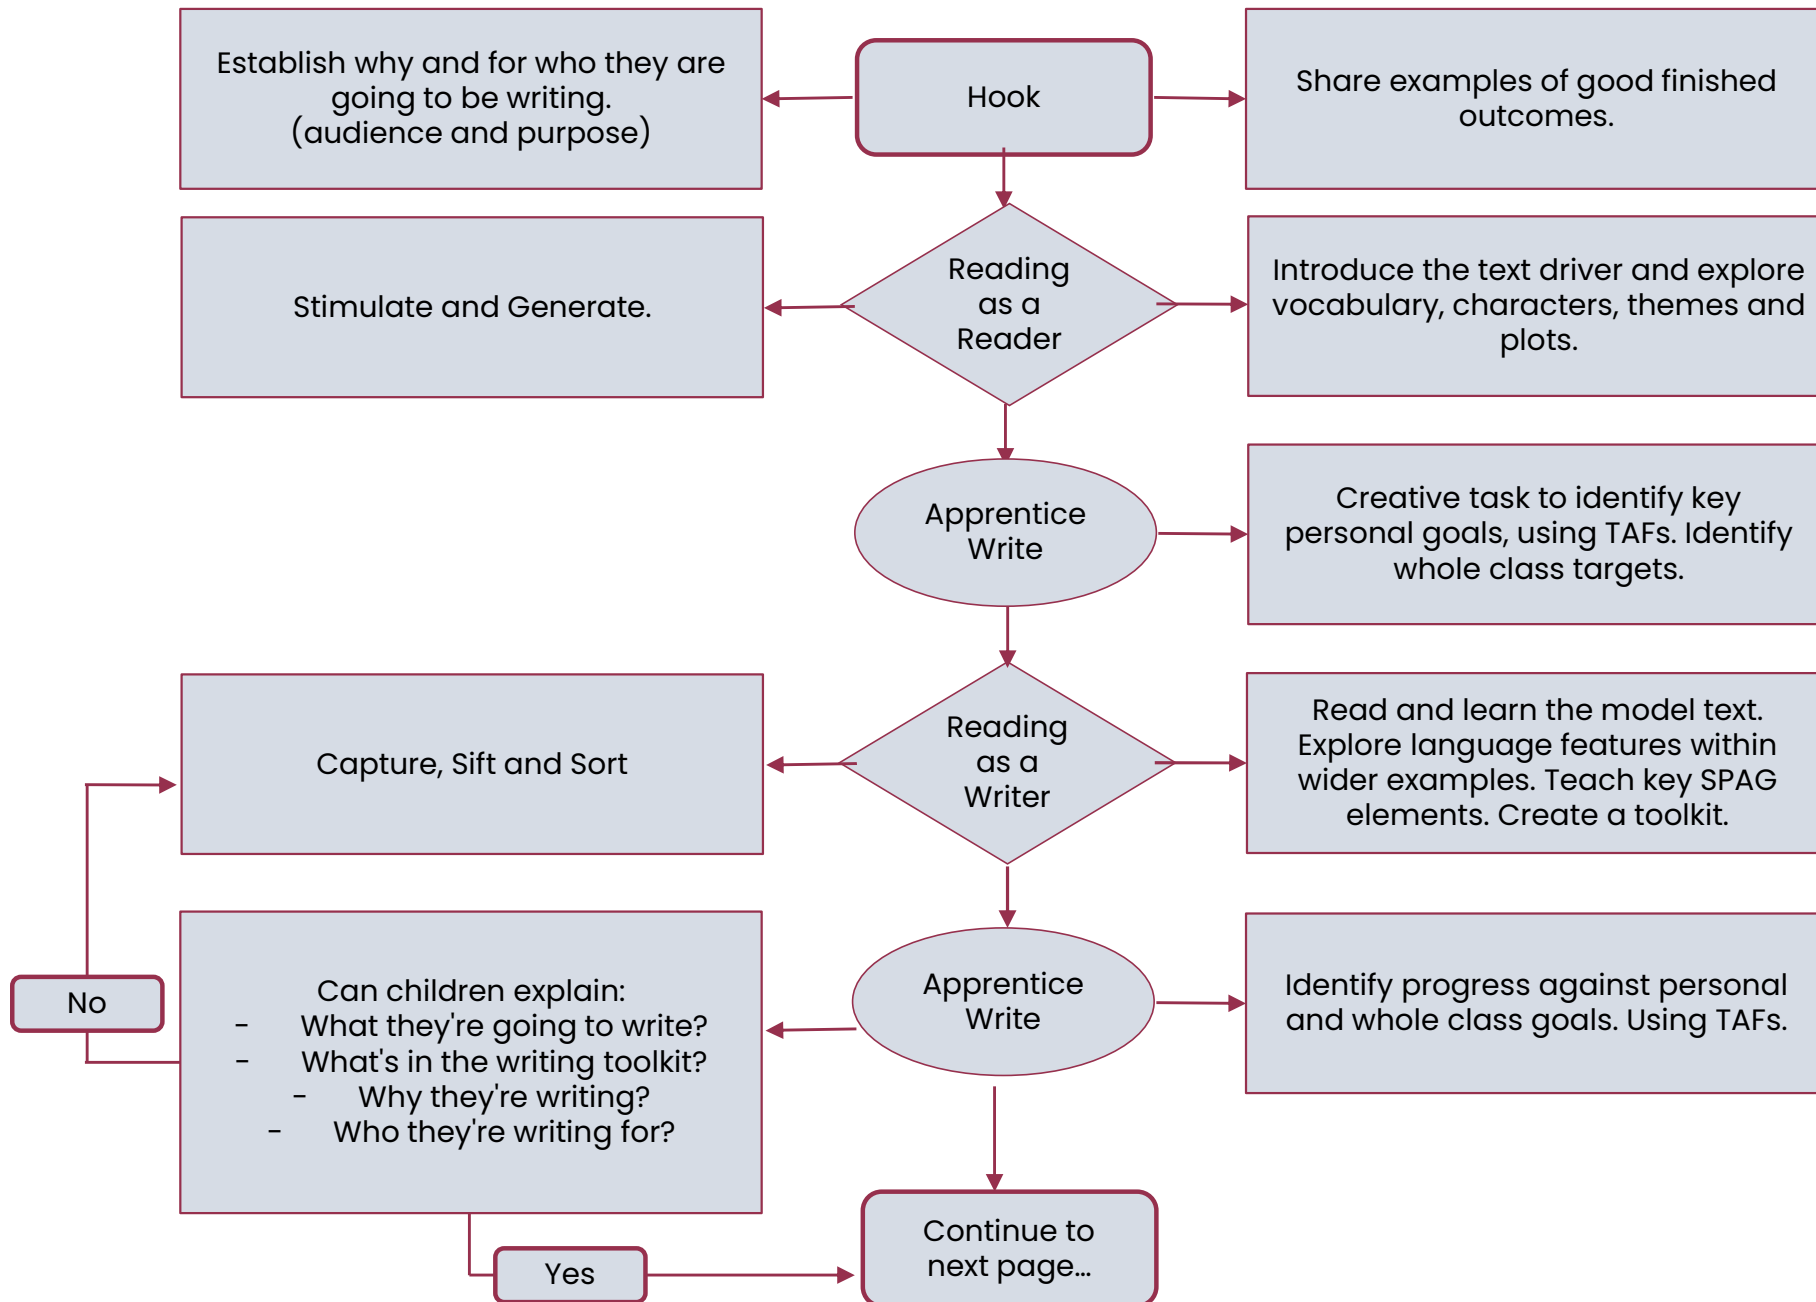 Establish why and for who they are
going to be writing.
(audience and purpose)
Hook
Share examples of good finished
outcomes.
Stimulate and Generate.
Reading
as a
Reader
Introduce the text driver and explore
vocabulary, characters, themes and
plots.
Apprentice
Write
Creative task to identify key
personal goals, using TAFs. Identify
whole class targets.
Capture, Sift and Sort
Reading
as a
Writer
Read and learn the model text.
Explore language features within
wider examples. Teach key SPAG
elements. Create a toolkit.
No
Can children explain:
- What they're going to write?
- What's in the writing toolkit?
- Why they're writing?
- Who they're writing for?
Apprentice
Write
Identify progress against personal
and whole class goals. Using TAFs.
Yes
Continue to
next page...